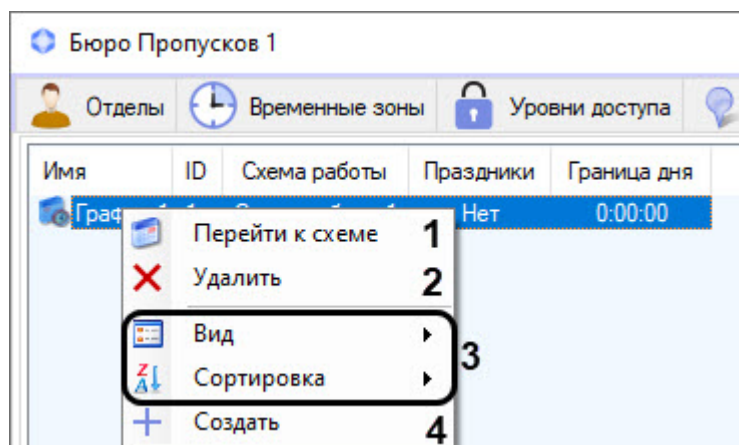 Бюро Пропусков 1
Отделы Временные зоны Уровни доступа
Имя ID Схема работы Праздники Граница дня
Нет 0:00:00
Перейти к схеме 1
Удалить 2
Вид
3
Сортировка
Создать 4